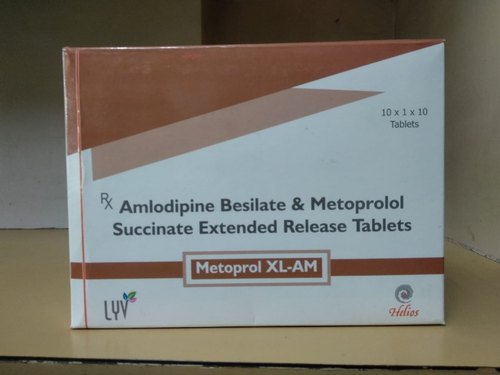 10 x 1 x 10
Tablets
Rx Amlodipine Besilate & Metoprolol
Succinate Extended Release Tablets
Metoprol XL-AM
LYV
Helios